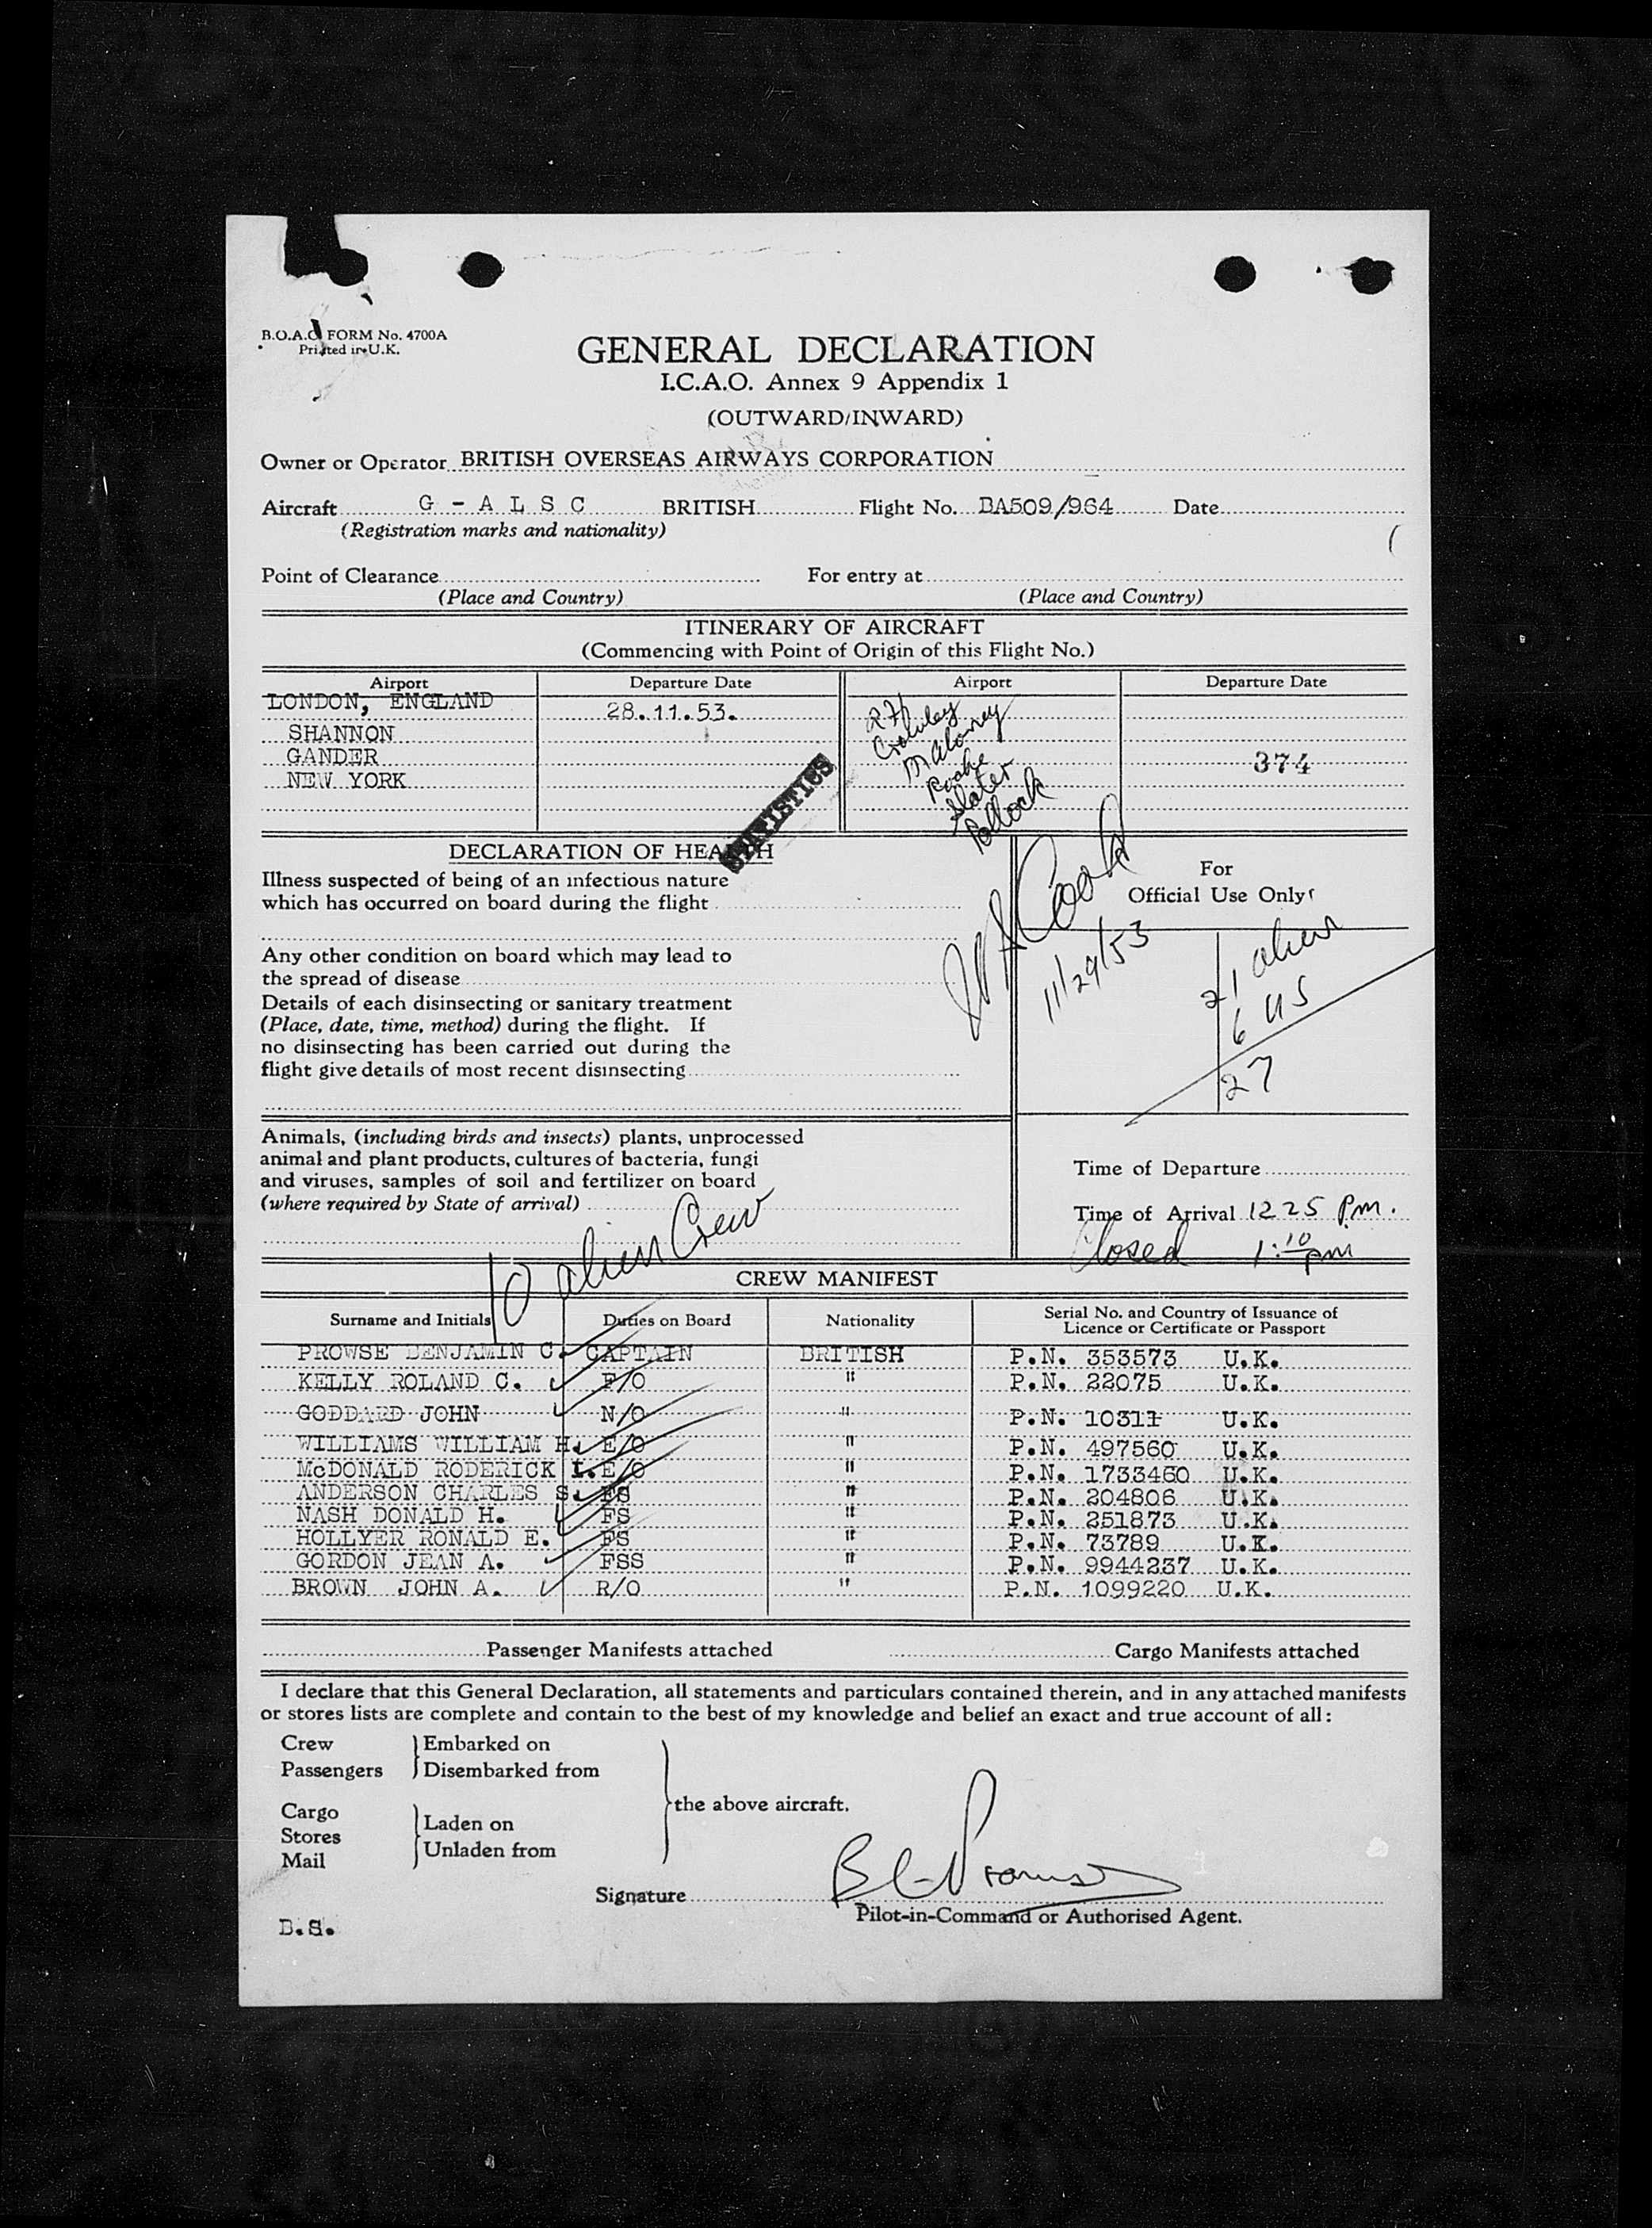 B.O.A.C. FORM No. 4700A
Printed in U.K.
GENERAL DECLARATION
I.C.A.O. Annex 9 Appendix 1
(OUTWARD/INWARD)
Owner or Operator BRITISH OVERSEAS AIRWAYS CORPORATION
Aircraft G - A L S C BRITISH Flight No. BA509/964 Date
(Registration marks and nationality)
Point of Clearance For entry at
(Place and Country) (Place and Country)
ITINERARY OF AIRCRAFT
(Commencing with Point of Origin of this Flight No.)
Airport Departure Date Airport Departure Date
LONDON, ENGLAND 28.11.53.
SHANNON
GANDER
NEW YORK
Crowley
Maloney
Roche
Slater
Pollock
374
STATISTICS
DECLARATION OF HEALTH
Illness suspected of being of an infectious nature
which has occurred on board during the flight
Any other condition on board which may lead to
the spread of disease
Details of each disinsecting or sanitary treatment
(Place, date, time, method) during the flight. If
no disinsecting has been carried out during the
flight give details of most recent disinsecting
Cook
11/29/53
For
Official Use Only
21 alien
6 US
27
Animals, (including birds and insects) plants, unprocessed
animal and plant products, cultures of bacteria, fungi
and viruses, samples of soil and fertilizer on board
(where required by State of arrival)
Time of Departure
Time of Arrival 1225 P.m.
Closed 1:10 pm
10 alien Crew
CREW MANIFEST
Surname and Initials Duties on Board Nationality Serial No. and Country of Issuance of
Licence or Certificate or Passport
PROWSE BENJAMIN C. CAPTAIN BRITISH P.N. 353573 U.K.
KELLY ROLAND C. F/O " P.N. 22075 U.K.
GODDARD JOHN N/O " P.N. 10311 U.K.
WILLIAMS WILLIAM H. E/O " P.N. 497560 U.K.
McDONALD RODERICK I. E/O " P.N. 1733460 U.K.
ANDERSON CHARLES S. FS " P.N. 204806 U.K.
NASH DONALD H. FS " P.N. 251873 U.K.
HOLLYER RONALD E. FS " P.N. 73789 U.K.
GORDON JEAN A. FSS " P.N. 9944237 U.K.
BROWN JOHN A. R/O " P.N. 1099220 U.K.
Passenger Manifests attached Cargo Manifests attached
I declare that this General Declaration, all statements and particulars contained therein, and in any attached manifests
or stores lists are complete and contain to the best of my knowledge and belief an exact and true account of all:
Crew Embarked on
Passengers Disembarked from
the above aircraft.
Cargo
Stores Laden on
Mail Unladen from
Signature B C Prowse
Pilot-in-Command or Authorised Agent.
B.S.